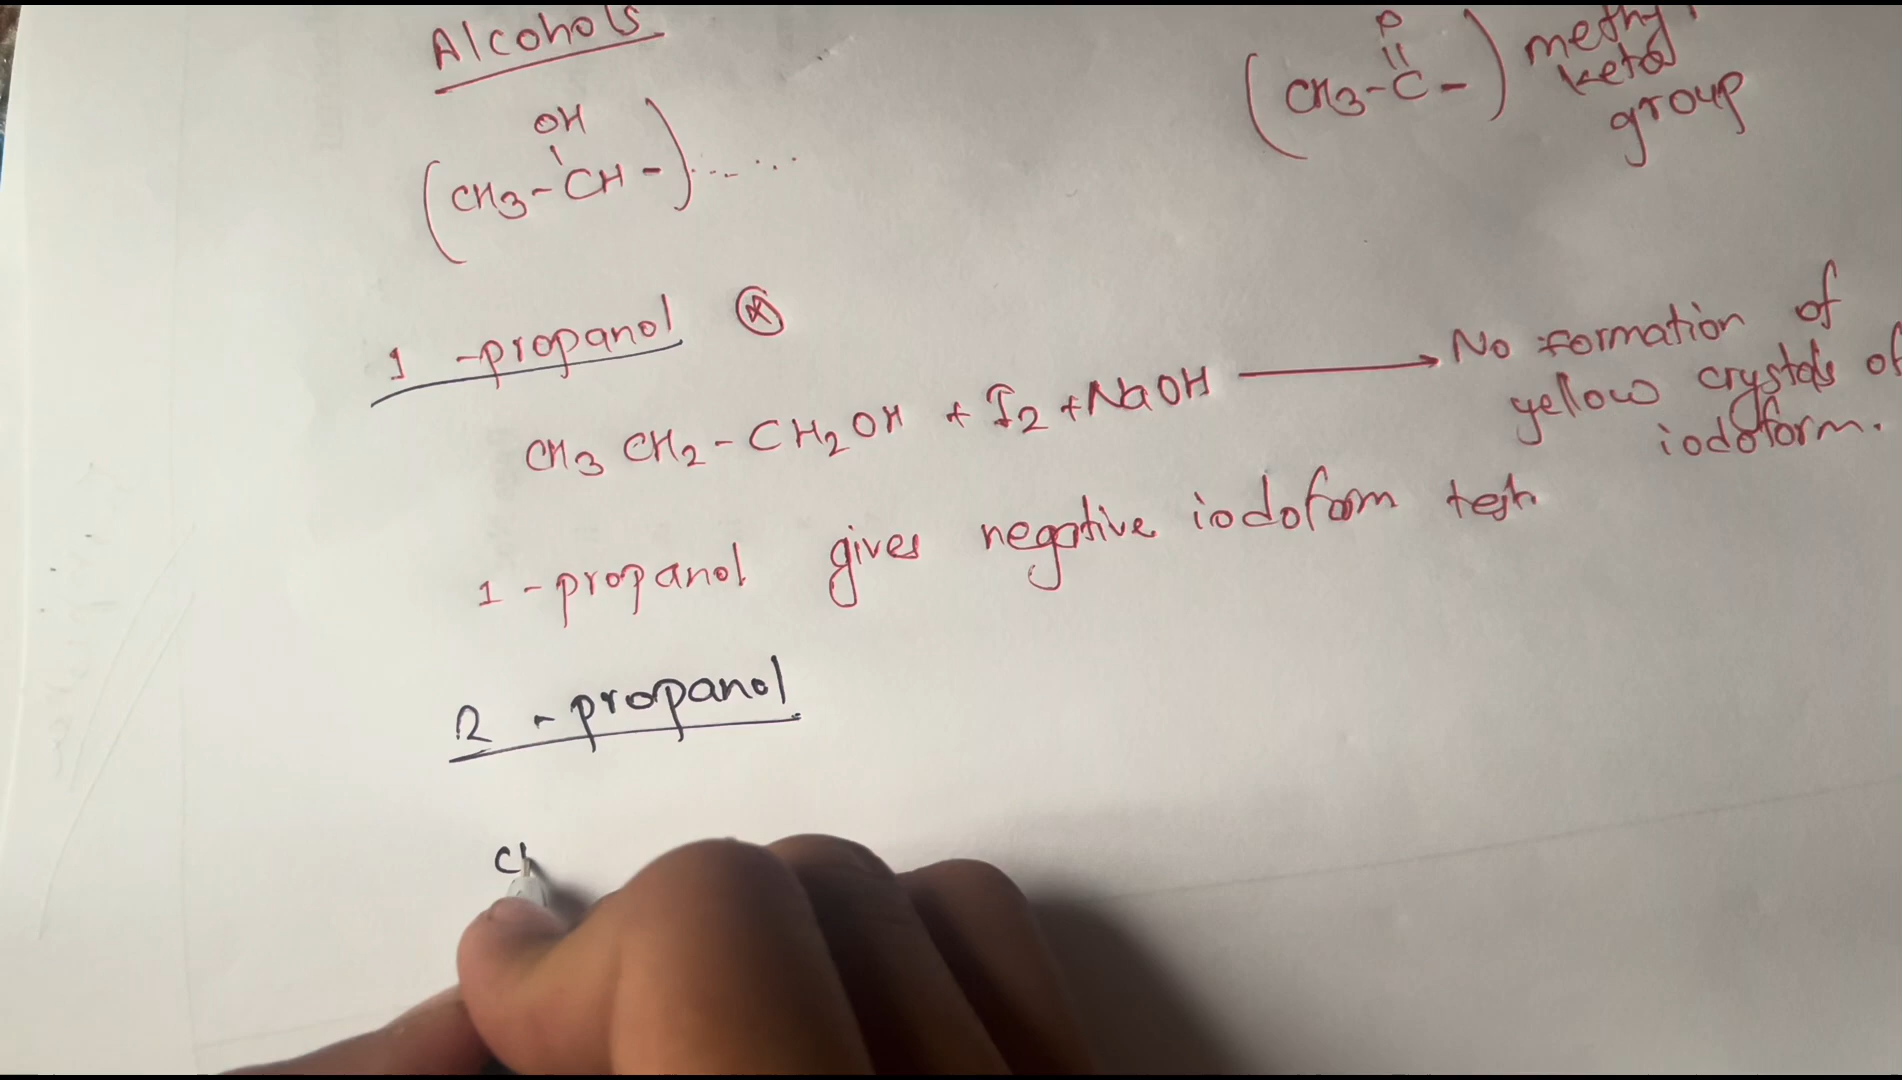 Alcohols
O
||
(CH3-C-) methyl
keto
group
OH
|
(CH3-CH-).......
1 -propanol ⓧ
CH3 CH2-CH2OH + I2 +NaOH ⟶ No formation of
yellow crystals of
iodoform.
1-propanol gives negative iodoform test.
2 -propanol
CH